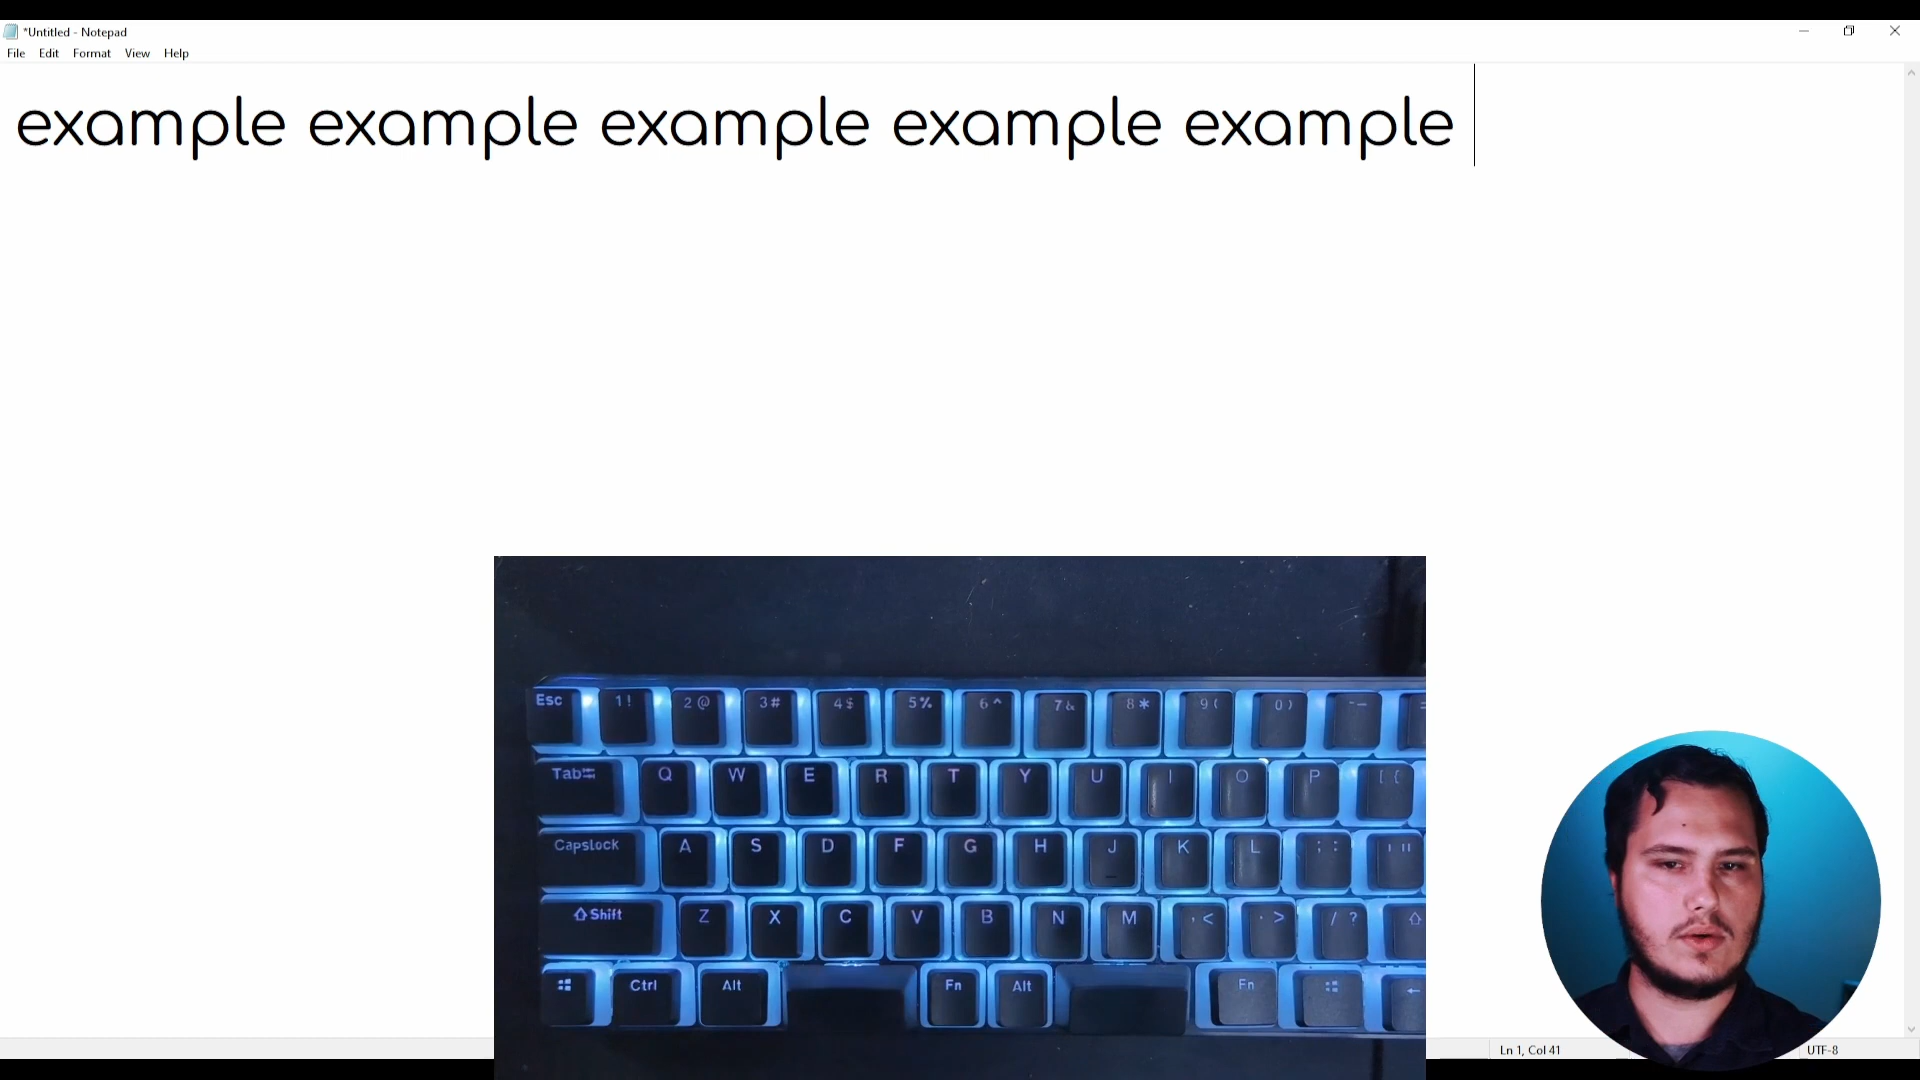 *Untitled - Notepad
File Edit Format View Help
example example example example example
Esc 1! 2@ 3# 4$ 5% 6^ 7& 8* 9( 0) -
Tab Q W E R T Y U I O P [{
Capslock A S D F G H J K L ;: '"
Shift Z X C V B N M ,< .> /?
Ctrl Alt Fn Alt Fn ←
Ln 1, Col 41 UTF-8